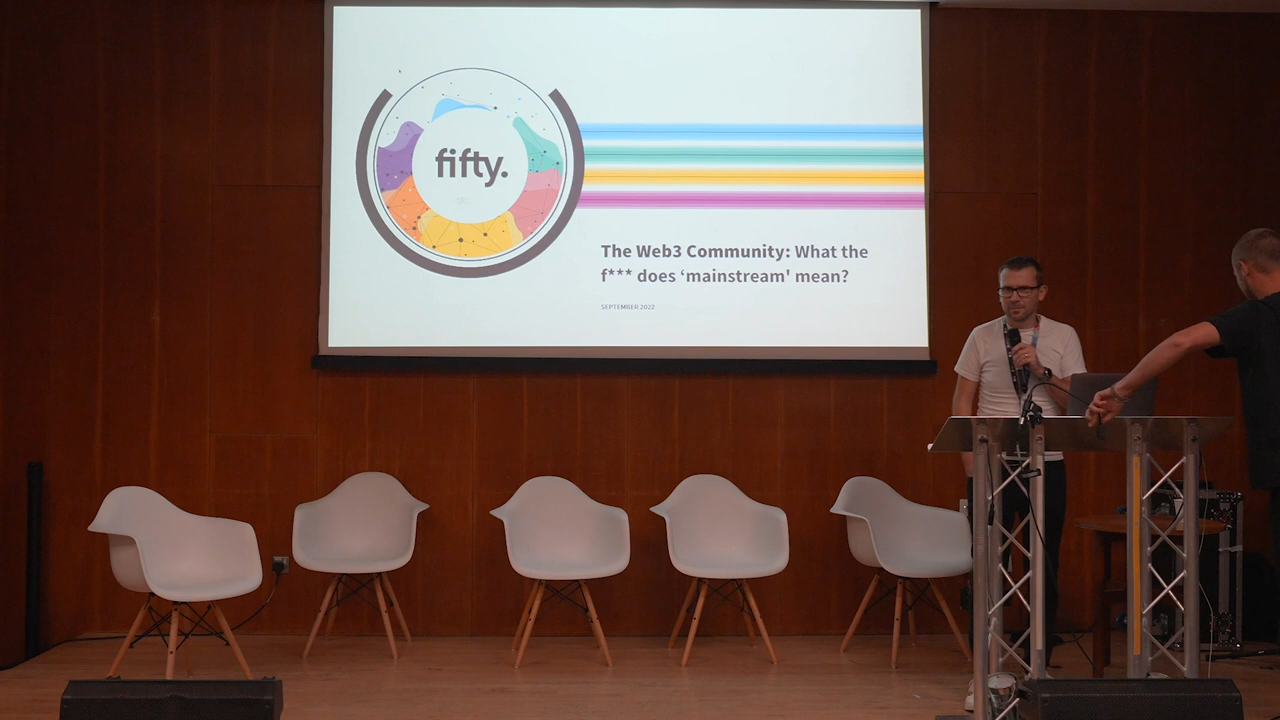 fifty.
The Web3 Community: What the
f*** does ‘mainstream' mean?
SEPTEMBER 2022